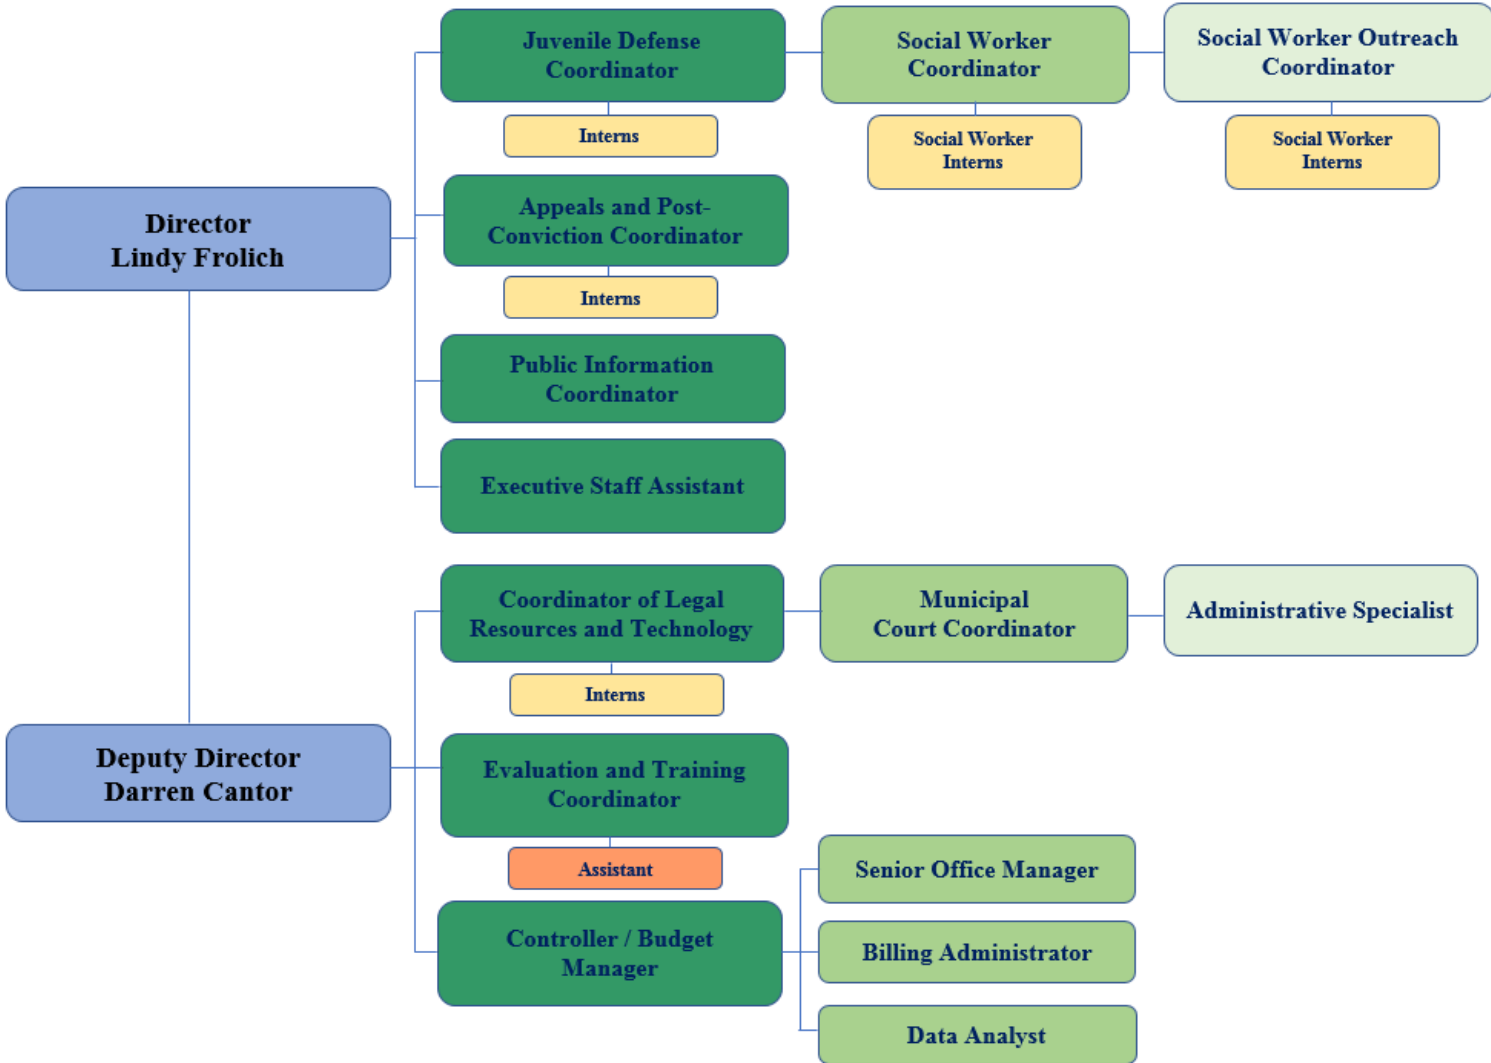 Juvenile Defense
Coordinator
Social Worker
Coordinator
Social Worker Outreach
Coordinator
Interns
Social Worker
Interns
Social Worker
Interns
Director
Lindy Frolich
Appeals and Post-
Conviction Coordinator
Interns
Public Information
Coordinator
Executive Staff Assistant
Coordinator of Legal
Resources and Technology
Municipal
Court Coordinator
Administrative Specialist
Interns
Deputy Director
Darren Cantor
Evaluation and Training
Coordinator
Assistant
Controller / Budget
Manager
Senior Office Manager
Billing Administrator
Data Analyst